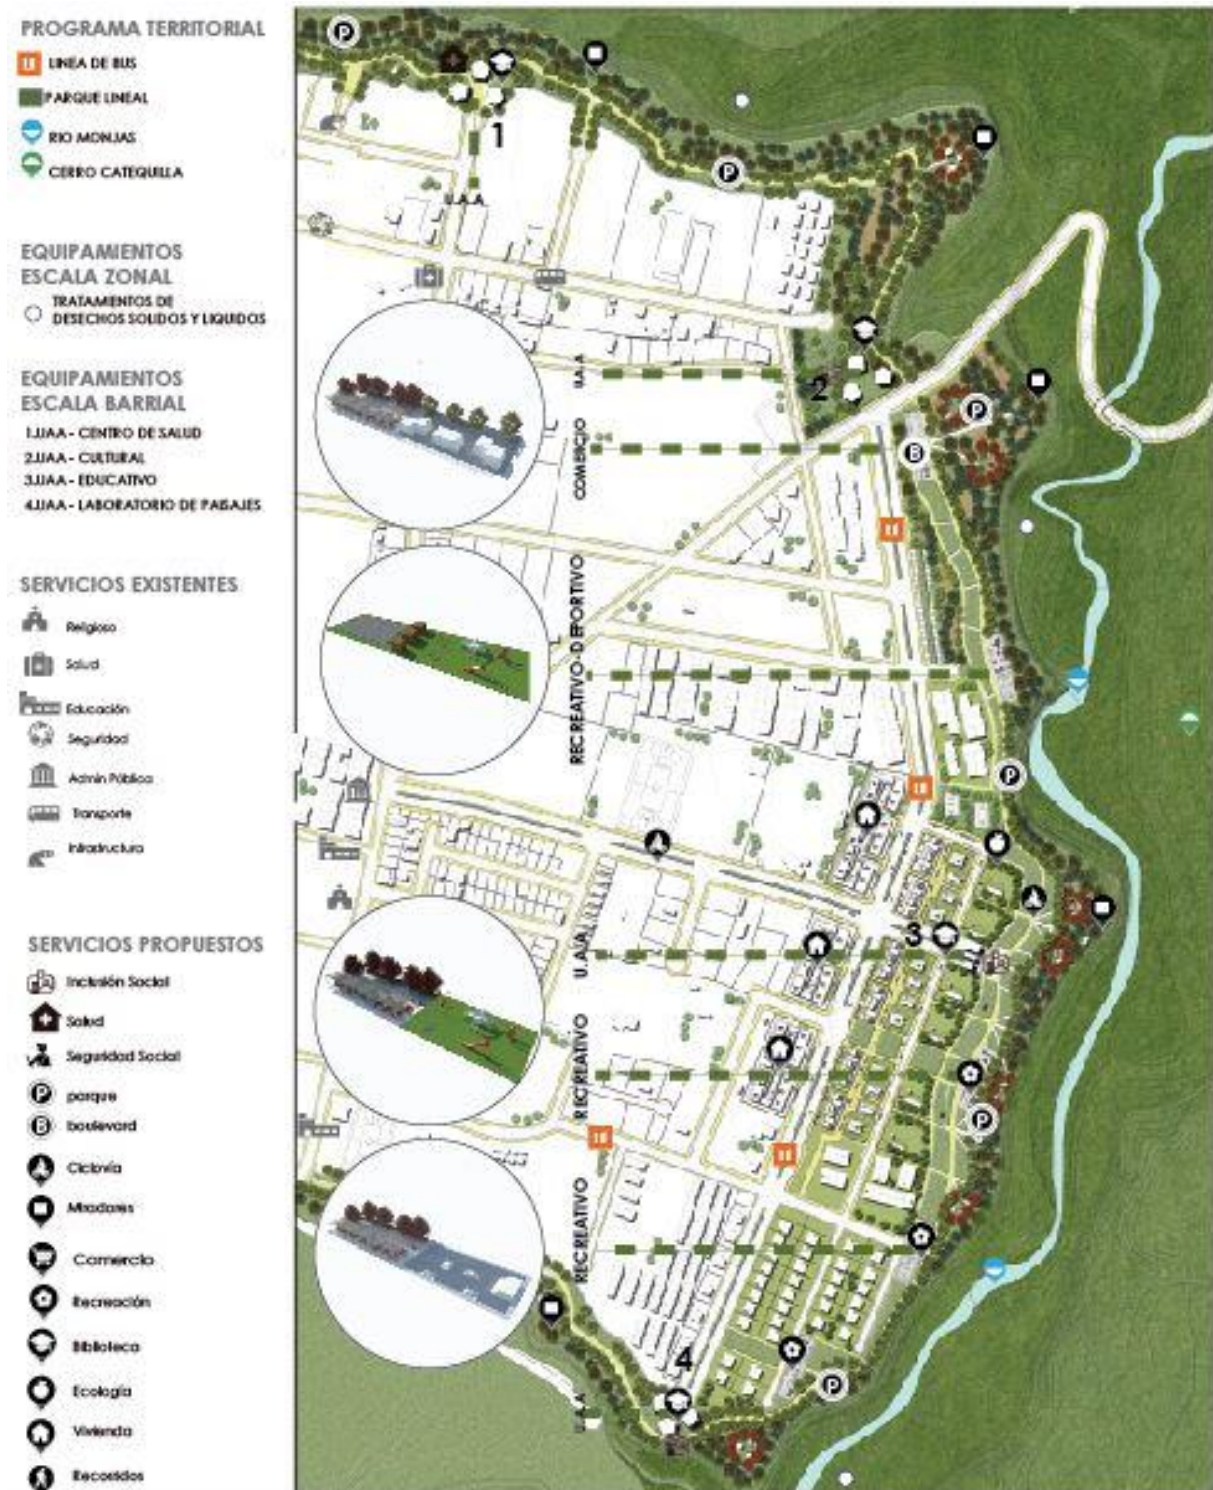 PROGRAMA TERRITORIAL
LINEA DE BUS
PARQUE LINEAL
RIO MONJAS
CERRO CATEQUILLA
EQUIPAMIENTOS
ESCALA ZONAL
TRATAMIENTOS DE
DESECHOS SOLIDOS Y LIQUIDOS
EQUIPAMIENTOS
ESCALA BARRIAL
1.UAA - CENTRO DE SALUD
2.UAA - CULTURAL
3.UAA - EDUCATIVO
4.UAA - LABORATORIO DE PAISAJES
SERVICIOS EXISTENTES
Religioso
Salud
Educación
Seguridad
Admin Pública
Transporte
Infrastructura
SERVICIOS PROPUESTOS
Inclusión Social
Salud
Seguridad Social
P parque
B boulevard
Ciclovía
Miradores
Comercio
Recreación
Biblioteca
Ecología
Vivienda
Recorridos
P
1
P
U.A.A
2
U.A.A
P
COMERCIO
B
RECREATIVO-DEPORTIVO
P
3
U.A.A
RECREATIVO
P
RECREATIVO
4
P
U.A.A